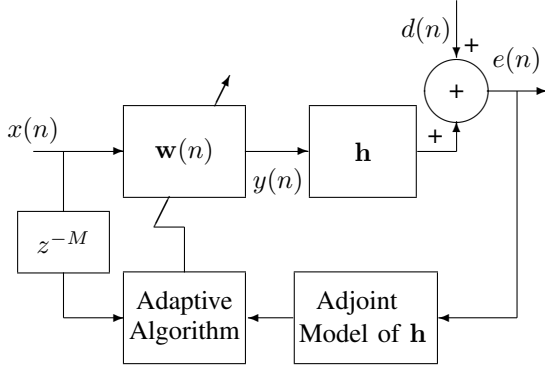 d(n)
+
e(n)
+
x(n)
w(n)
+
h
y(n)
z^{-M}
Adaptive
Algorithm
Adjoint
Model of h